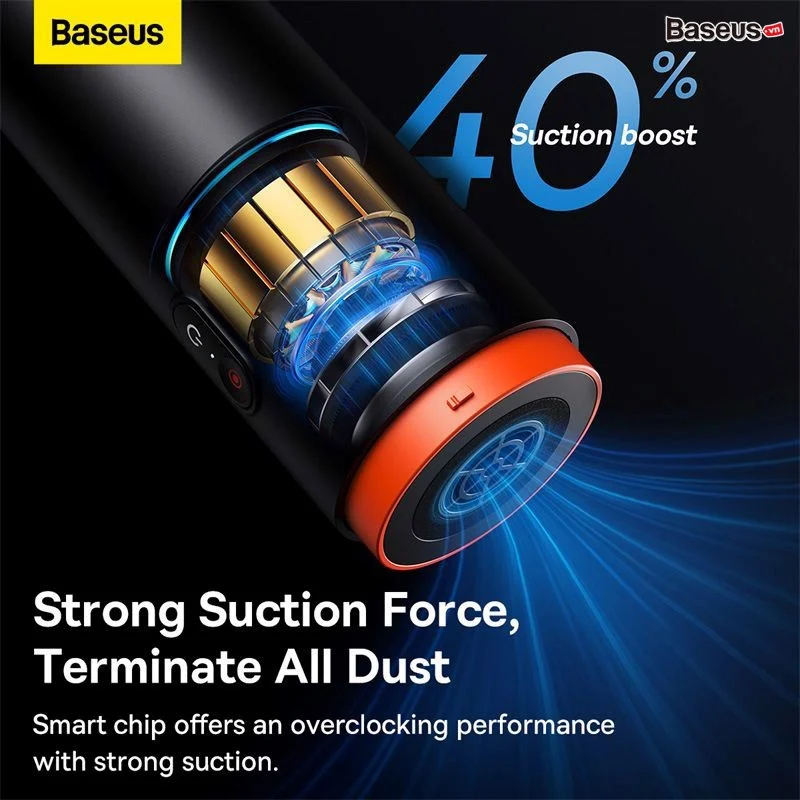 Baseus
Baseus.vn
40%
Suction boost
Strong Suction Force,
Terminate All Dust
Smart chip offers an overclocking performance
with strong suction.